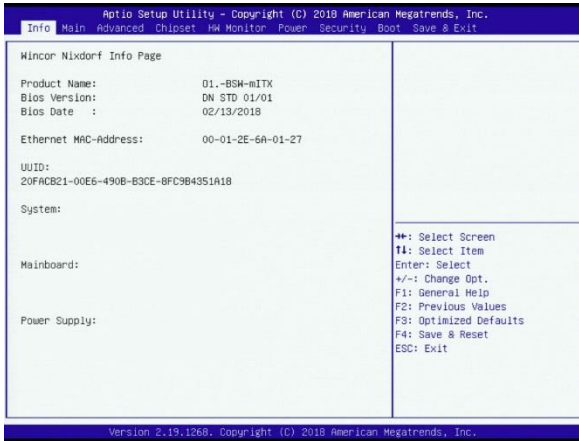 Aptio Setup Utility - Copyright (C) 2018 American Megatrends, Inc.
Info Main Advanced Chipset HW Monitor Power Security Boot Save & Exit
Wincor Nixdorf Info Page
Product Name: 01.-BSW-mITX
Bios Version: DN STD 01/01
Bios Date : 02/13/2018
Ethernet MAC-Address: 00-01-2E-6A-01-27
UUID:
20FACB21-00E6-490B-B3CE-8FC9B4351A18
System:
Mainboard:
Power Supply:
→←: Select Screen
↑↓: Select Item
Enter: Select
+/-: Change Opt.
F1: General Help
F2: Previous Values
F3: Optimized Defaults
F4: Save & Reset
ESC: Exit
Version 2.19.1268. Copyright (C) 2018 American Megatrends, Inc.